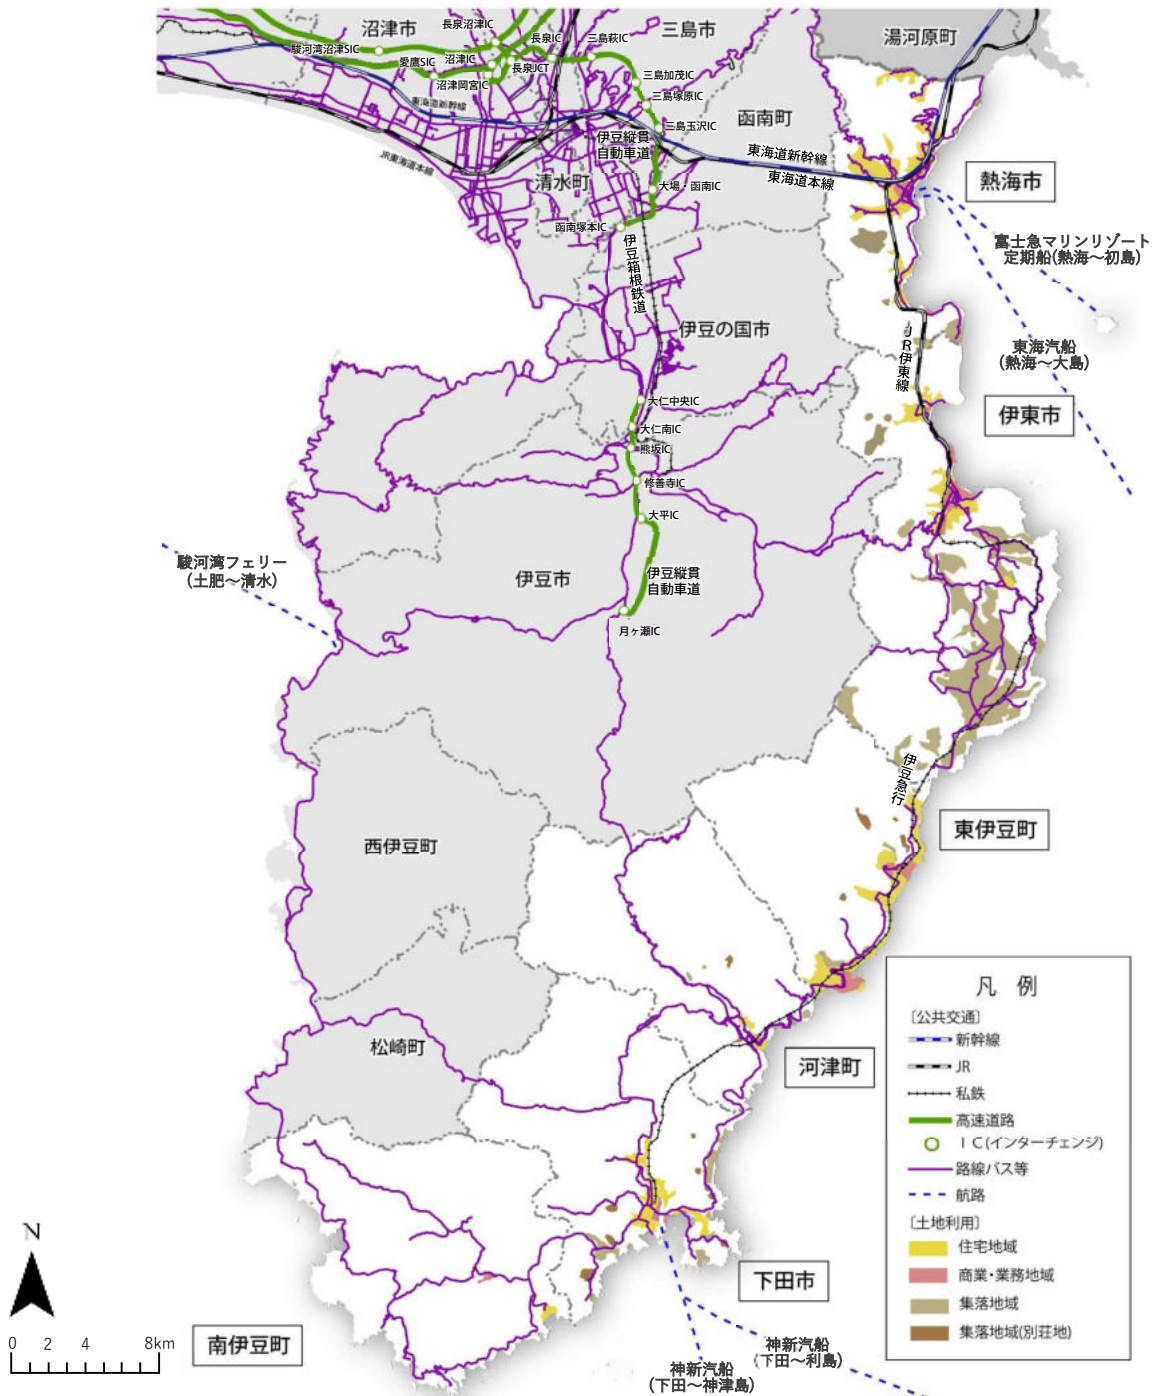 沼津市
長泉沼津IC
三島市
湯河原町
駿河湾沼津SIC
愛鷹SIC
沼津IC
長泉IC
三島萩IC
長泉JCT
沼津岡宮IC
三島加茂IC
三島塚原IC
東海道新幹線
函南町
三島玉沢IC
伊豆縦貫
自動車道
東海道新幹線
東海道本線
JR東海道本線
清水町
大場・函南IC
熱海市
函南塚本IC
伊豆箱根鉄道
富士急マリンリゾート
定期船(熱海～初島)
伊豆の国市
JR伊東線
東海汽船
(熱海～大島)
大仁中央IC
伊東市
大仁南IC
熊坂IC
修善寺IC
大平IC
駿河湾フェリー
(土肥～清水)
伊豆市
伊豆縦貫
自動車道
月ヶ瀬IC
伊豆急行
東伊豆町
西伊豆町
松崎町
河津町
下田市
南伊豆町
神新汽船
(下田～利島)
神新汽船
(下田～神津島)
N
0 2 4 8km
凡 例
〔公共交通〕
新幹線
JR
私鉄
高速道路
ＩＣ(インターチェンジ)
路線バス等
航路
〔土地利用〕
住宅地域
商業・業務地域
集落地域
集落地域(別荘地)